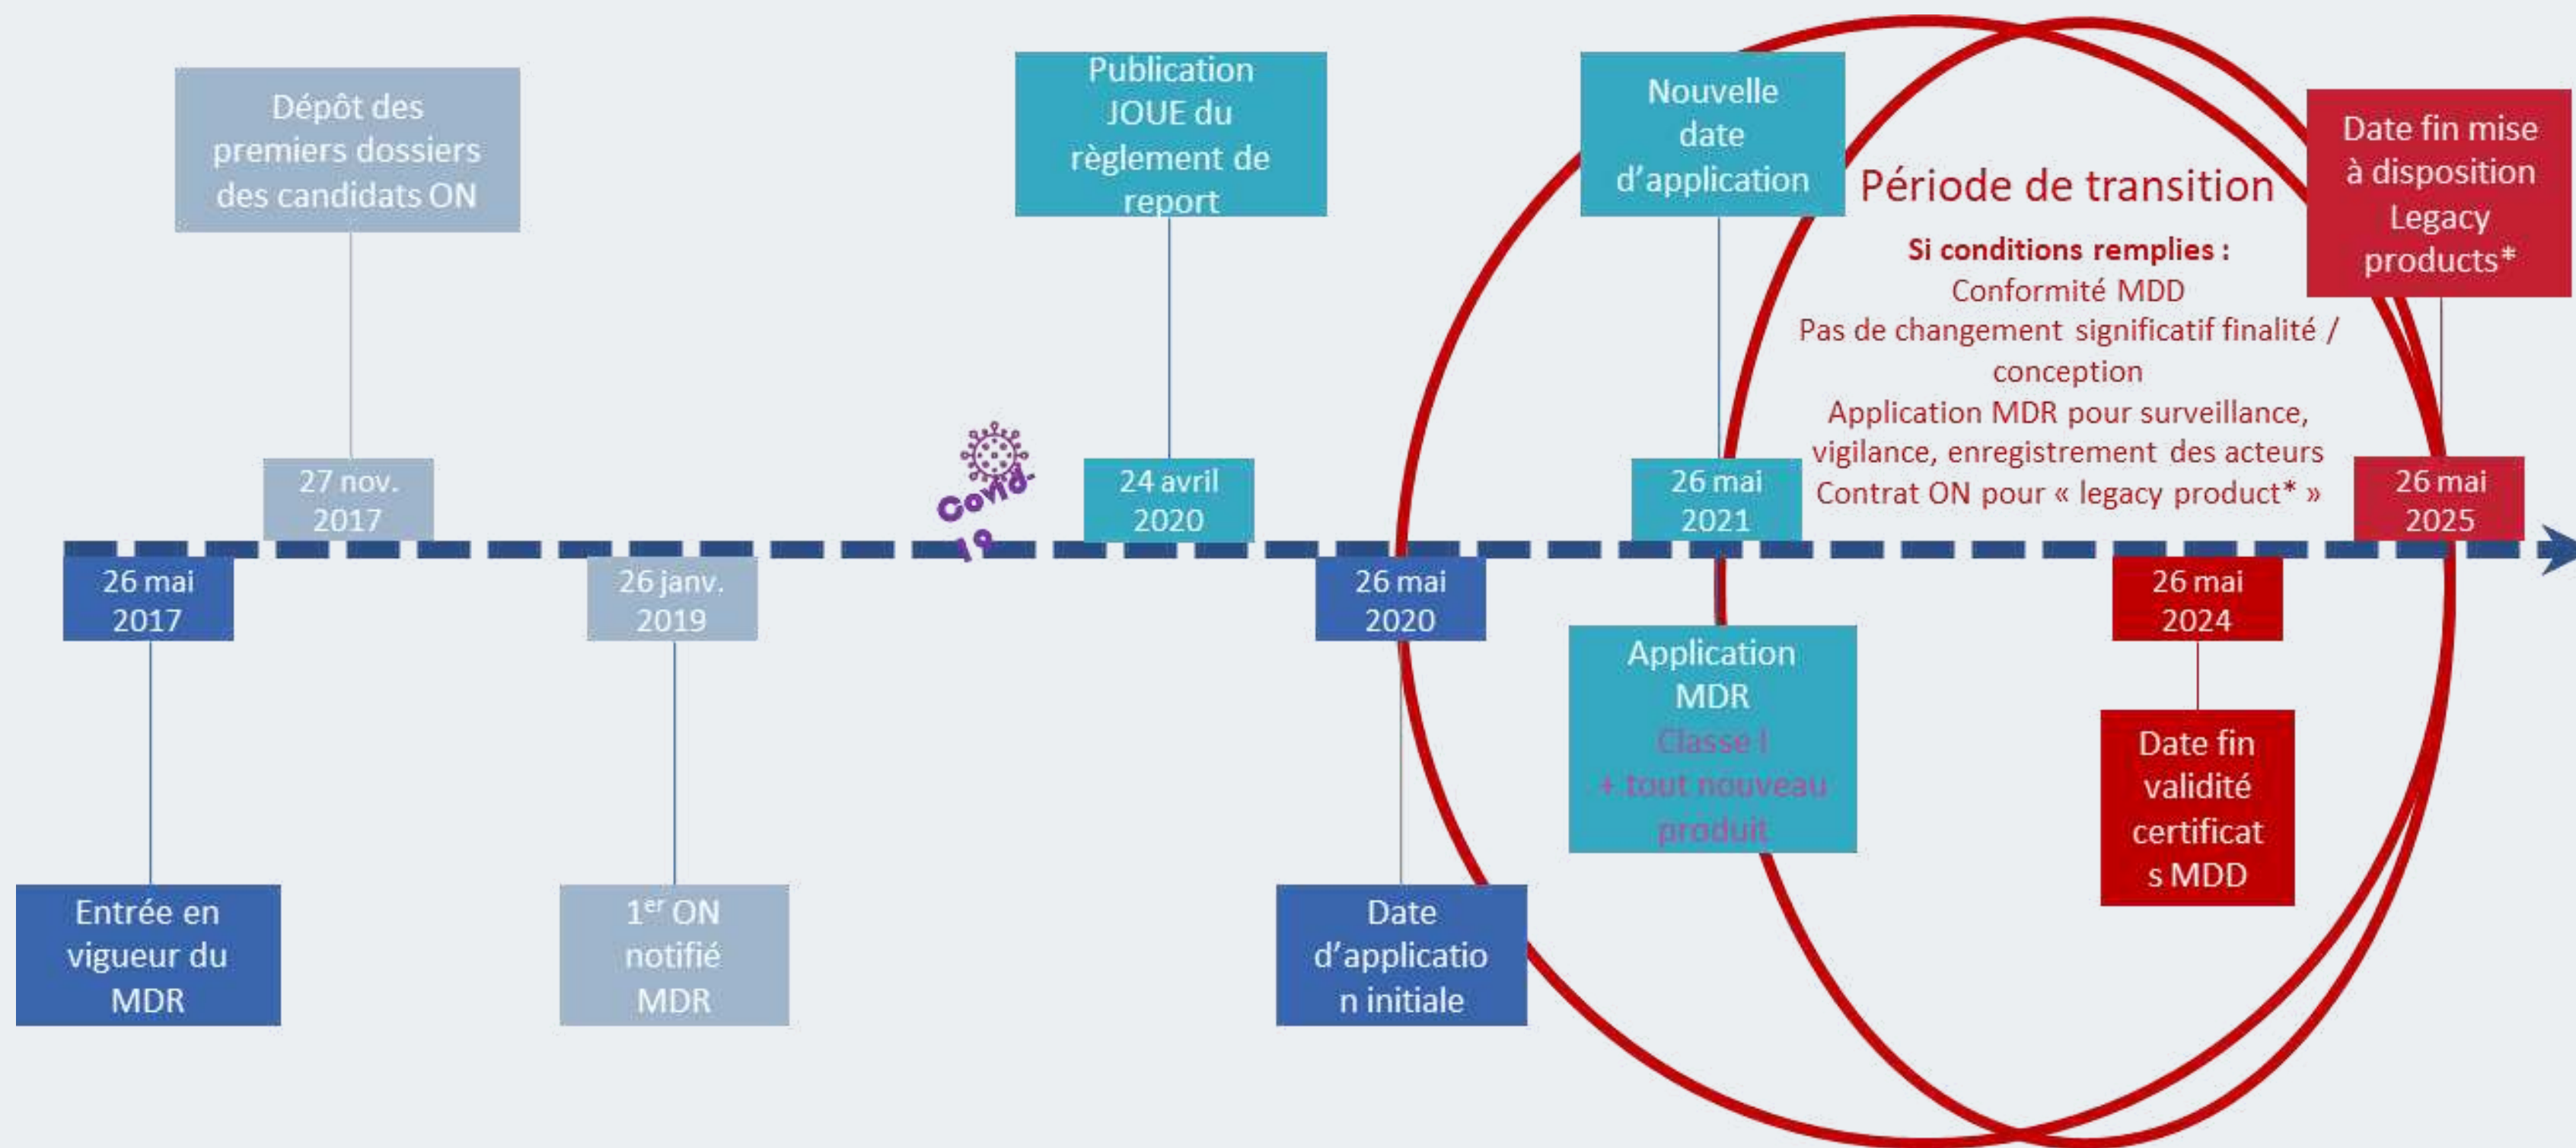 Dépôt des
premiers dossiers
des candidats ON
27 nov.
2017
26 mai
2017
Entrée en
vigueur du
MDR
26 janv.
2019
1er ON
notifié
MDR
Covid-
19
Publication
JOUE du
règlement de
report
24 avril
2020
26 mai
2020
Date
d’applicatio
n initiale
Nouvelle
date
d’application
26 mai
2021
Application
MDR
Classe I
+ tout nouveau
produit
Période de transition
Si conditions remplies :
Conformité MDD
Pas de changement significatif finalité /
conception
Application MDR pour surveillance,
vigilance, enregistrement des acteurs
Contrat ON pour « legacy product* »
26 mai
2024
Date fin
validité
certificat
s MDD
Date fin mise
à disposition
Legacy
products*
26 mai
2025